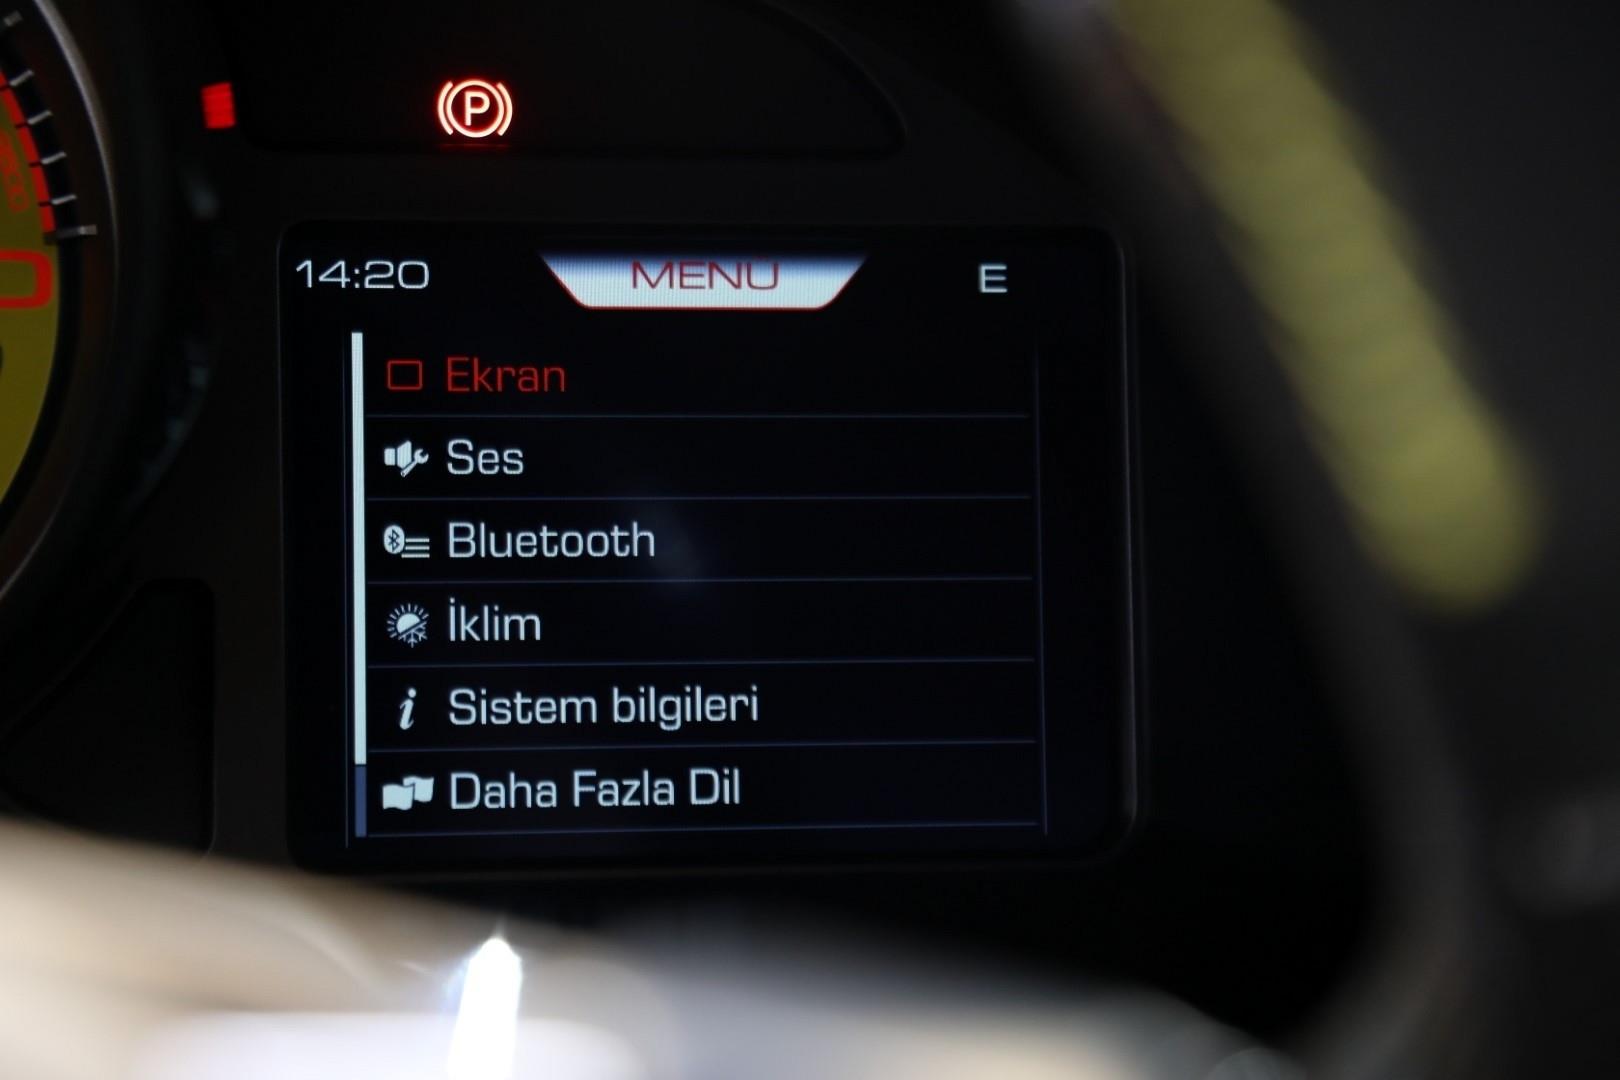 P
14:20
MENÜ
E
Ekran
Ses
Bluetooth
İklim
Sistem bilgileri
Daha Fazla Dil